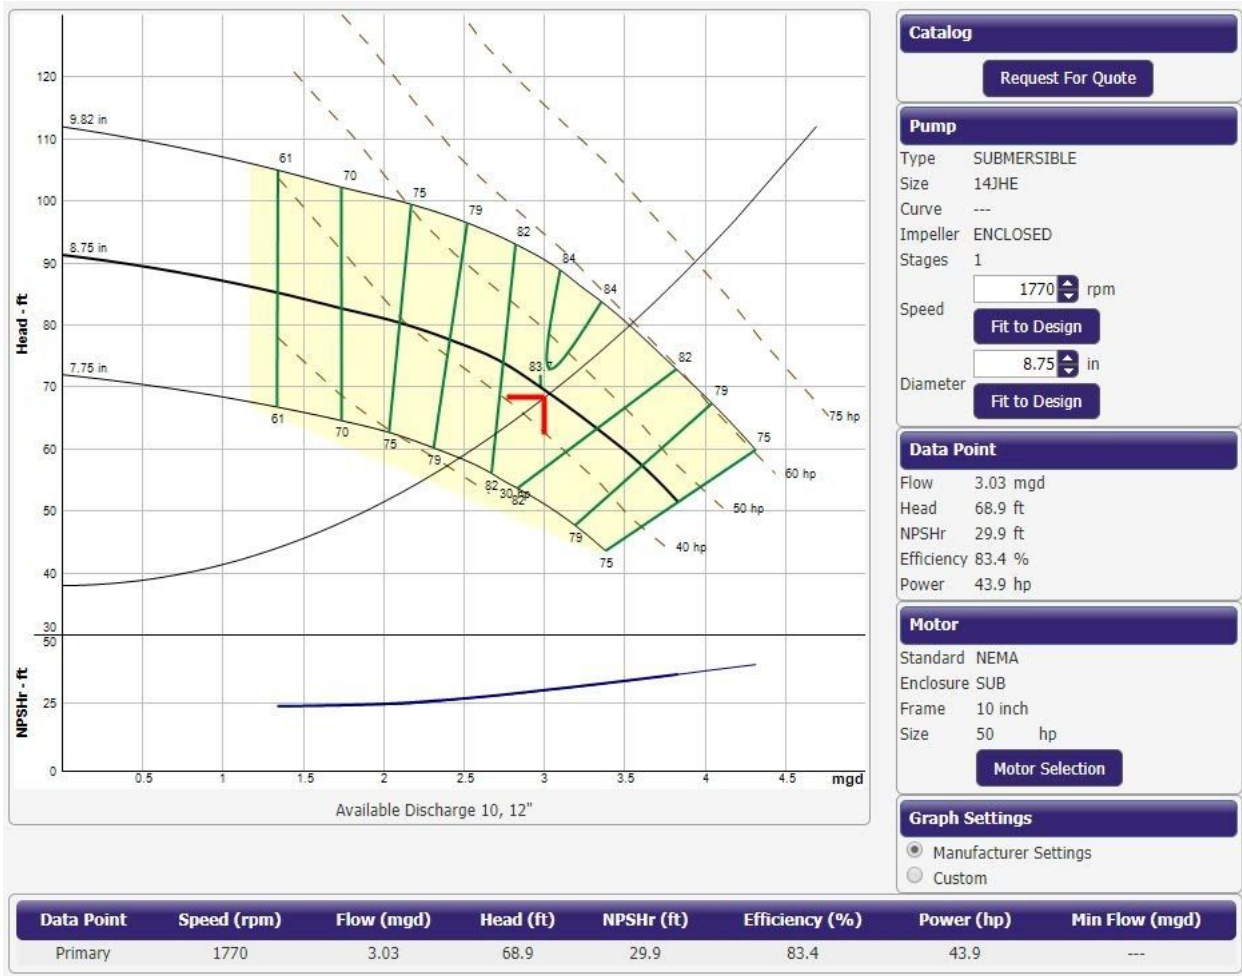 120
110
100
90
80
70
60
50
40
30
50
25
0
Head - ft
NPSHr - ft
9.82 in
8.75 in
7.75 in
61
70
75
79
82
84
84
82
79
75
83.7
61
70
75
79
82
82
79
75
30 hp
40 hp
50 hp
60 hp
75 hp
0.5 1 1.5 2 2.5 3 3.5 4 4.5 mgd
Available Discharge 10, 12"
Catalog
Request For Quote
Pump
Type SUBMERSIBLE
Size 14JHE
Curve ---
Impeller ENCLOSED
Stages 1
Speed 1770 rpm
Fit to Design
Diameter 8.75 in
Fit to Design
Data Point
Flow 3.03 mgd
Head 68.9 ft
NPSHr 29.9 ft
Efficiency 83.4 %
Power 43.9 hp
Motor
Standard NEMA
Enclosure SUB
Frame 10 inch
Size 50 hp
Motor Selection
Graph Settings
Manufacturer Settings
Custom
Data Point Speed (rpm) Flow (mgd) Head (ft) NPSHr (ft) Efficiency (%) Power (hp) Min Flow (mgd)
Primary 1770 3.03 68.9 29.9 83.4 43.9 ---